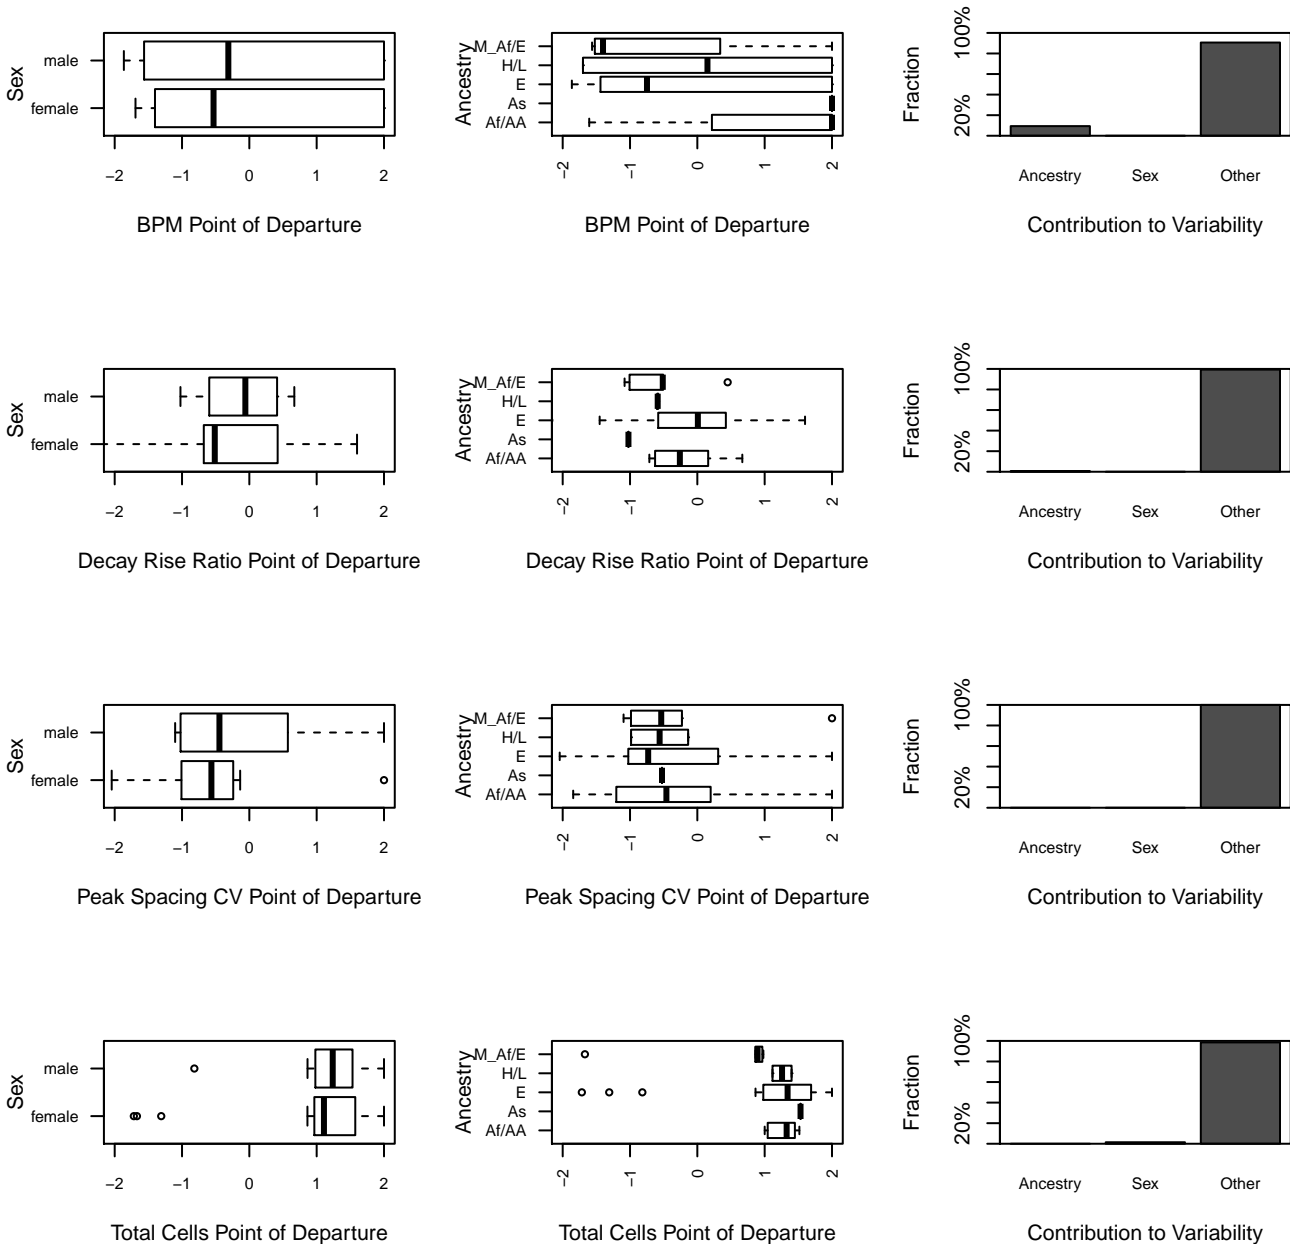 Sex
male
female
−2 −1 0 1 2
BPM Point of Departure
Ancestry
M_Af/E
H/L
E
As
Af/AA
−2 −1 0 1 2
BPM Point of Departure
Fraction
20% 100%
Ancestry Sex Other
Contribution to Variability
Sex
male
female
−2 −1 0 1 2
Decay Rise Ratio Point of Departure
Ancestry
M_Af/E
H/L
E
As
Af/AA
−2 −1 0 1 2
Decay Rise Ratio Point of Departure
Fraction
20% 100%
Ancestry Sex Other
Contribution to Variability
Sex
male
female
−2 −1 0 1 2
Peak Spacing CV Point of Departure
Ancestry
M_Af/E
H/L
E
As
Af/AA
−2 −1 0 1 2
Peak Spacing CV Point of Departure
Fraction
20% 100%
Ancestry Sex Other
Contribution to Variability
Sex
male
female
−2 −1 0 1 2
Total Cells Point of Departure
Ancestry
M_Af/E
H/L
E
As
Af/AA
−2 −1 0 1 2
Total Cells Point of Departure
Fraction
20% 100%
Ancestry Sex Other
Contribution to Variability